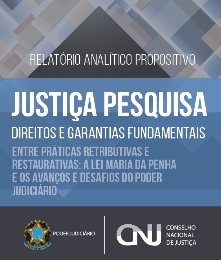 RELATÓRIO ANALÍTICO PROPOSITIVO
JUSTIÇA PESQUISA
DIREITOS E GARANTIAS FUNDAMENTAIS
ENTRE PRÁTICAS RETRIBUTIVAS E
RESTAURATIVAS: A LEI MARIA DA PENHA
E OS AVANÇOS E DESAFIOS DO PODER
JUDICIÁRIO
PODER JUDICIÁRIO
CNJ
CONSELHO
NACIONAL
DE JUSTIÇA